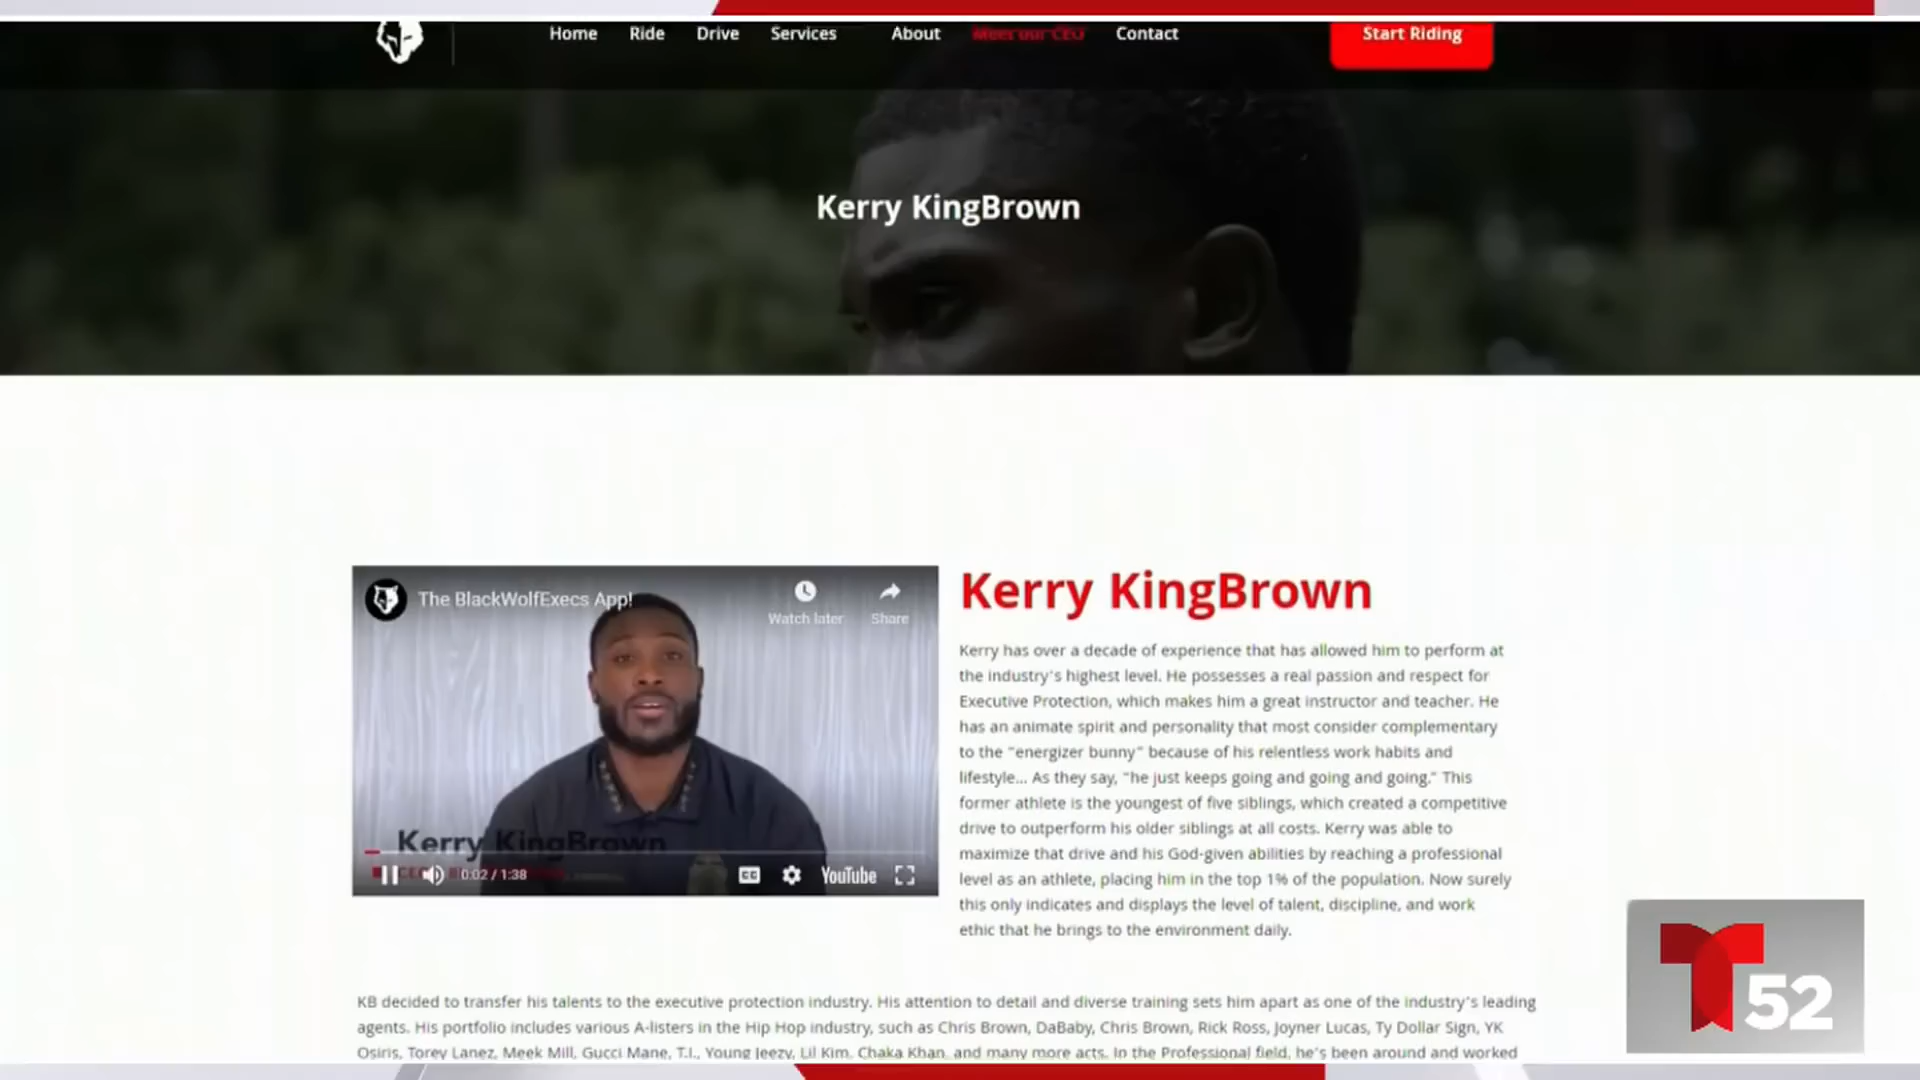 Home Ride Drive Services About Meet our CEO Contact Start Riding
Kerry KingBrown
The BlackWolfExecs App!
Watch later Share
Kerry KingBrown
0:02 / 1:38 CC YouTube
Kerry KingBrown
Kerry has over a decade of experience that has allowed him to perform at
the industry's highest level. He possesses a real passion and respect for
Executive Protection, which makes him a great instructor and teacher. He
has an animate spirit and personality that most consider complementary
to the "energizer bunny" because of his relentless work habits and
lifestyle... As they say, "he just keeps going and going and going." This
former athlete is the youngest of five siblings, which created a competitive
drive to outperform his older siblings at all costs. Kerry was able to
maximize that drive and his God-given abilities by reaching a professional
level as an athlete, placing him in the top 1% of the population. Now surely
this only indicates and displays the level of talent, discipline, and work
ethic that he brings to the environment daily.
KB decided to transfer his talents to the executive protection industry. His attention to detail and diverse training sets him apart as one of the industry's leading
agents. His portfolio includes various A-listers in the Hip Hop industry, such as Chris Brown, DaBaby, Chris Brown, Rick Ross, Joyner Lucas, Ty Dollar Sign, YK
Osiris, Torey Lanez, Meek Mill, Gucci Mane, T.I., Young Jeezy, Lil Kim, Chaka Khan, and many more acts. In the Professional field, he's been around and worked
T 52